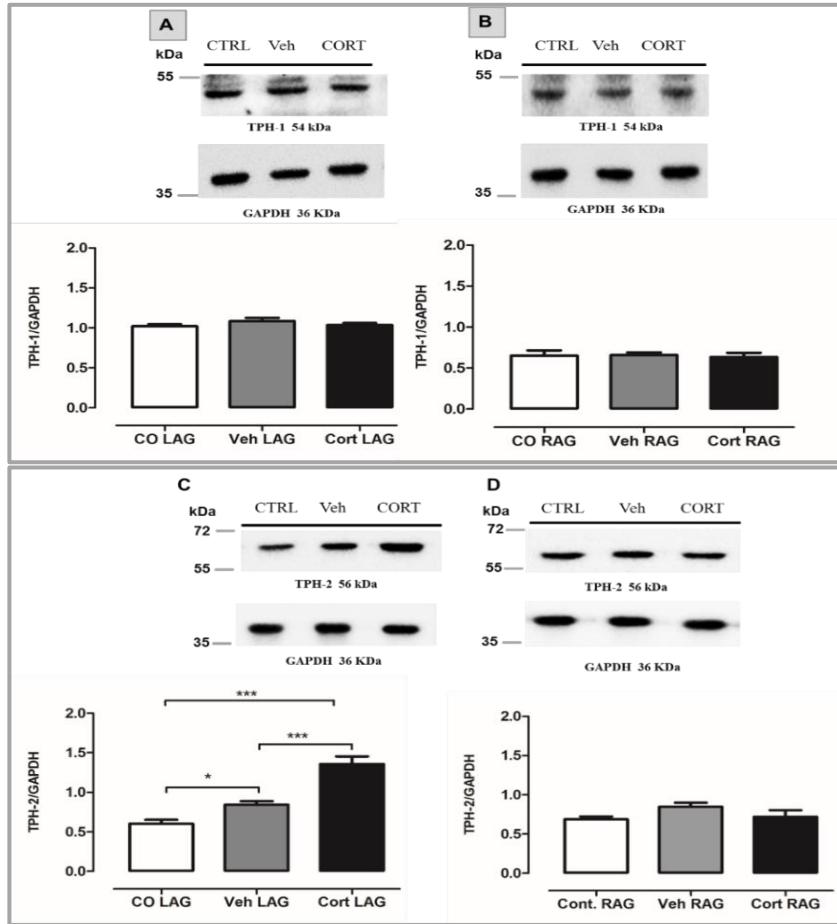 A
kDa
CTRL Veh CORT
55
TPH-1 54 kDa
35
GAPDH 36 KDa
TPH-1/GAPDH
2.0
1.5
1.0
0.5
0.0
CO LAG Veh LAG Cort LAG
B
kDa
CTRL Veh CORT
55
TPH-1 54 kDa
35
GAPDH 36 KDa
TPH-1/GAPDH
2.0
1.5
1.0
0.5
0.0
CO RAG Veh RAG Cort RAG
C
kDa
CTRL Veh CORT
72
55
TPH-2 56 kDa
35
GAPDH 36 KDa
TPH-2/GAPDH
2.0
1.5
1.0
0.5
0.0
***
***
*
CO LAG Veh LAG Cort LAG
D
kDa
CTRL Veh CORT
72
55
TPH-2 56 kDa
35
GAPDH 36 KDa
TPH-2/GAPDH
2.0
1.5
1.0
0.5
0.0
Cont. RAG Veh RAG Cort RAG